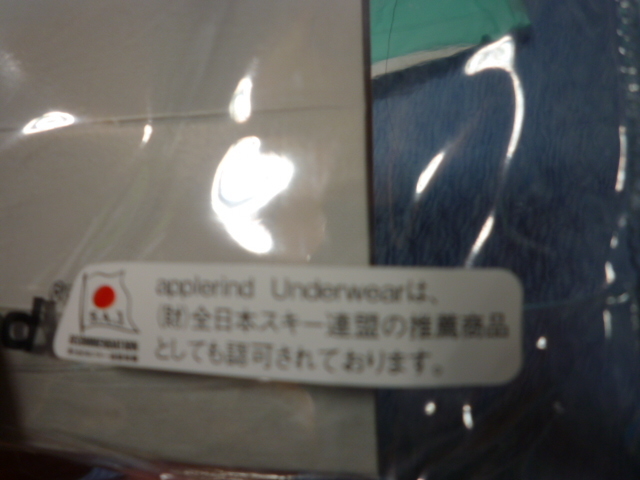 applerind Underwearは、
(財)全日本スキー連盟の推薦商品
としても認可されております。
S.A.J
d®